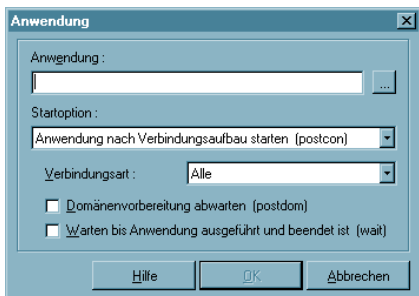 Anwendung
Anwendung :
...
Startoption :
Anwendung nach Verbindungsaufbau starten (postcon)
Verbindungsart : Alle
Domänenvorbereitung abwarten (postdom)
Warten bis Anwendung ausgeführt und beendet ist (wait)
Hilfe OK Abbrechen